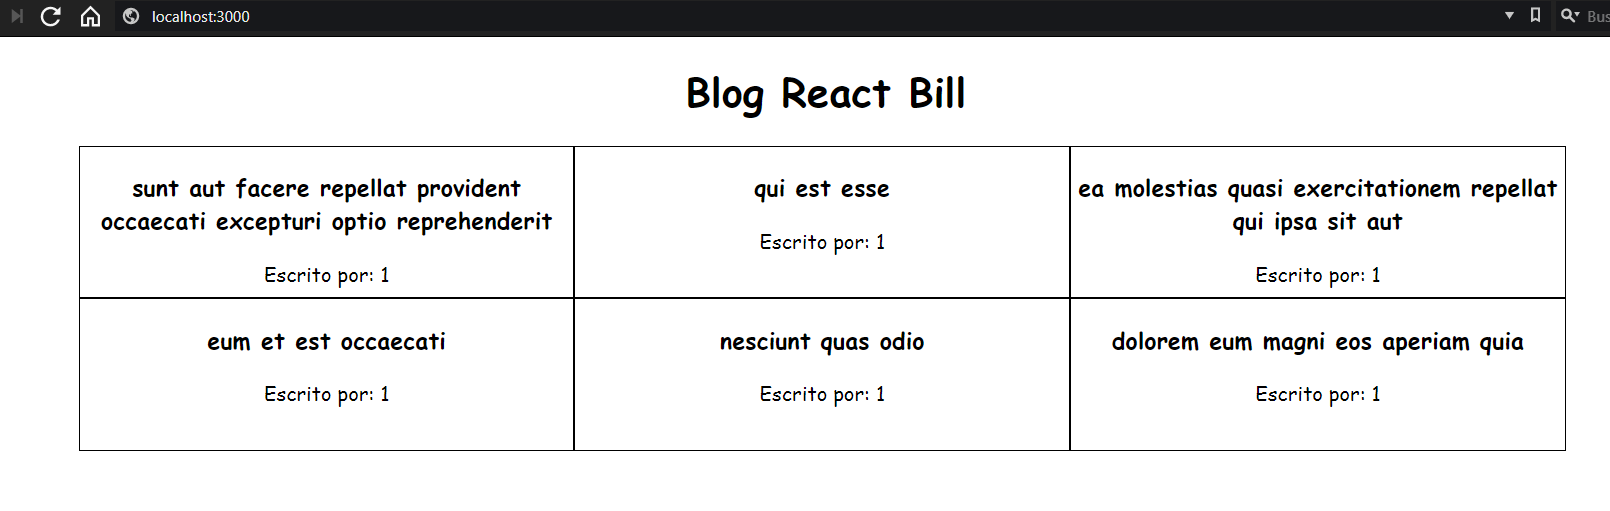 localhost:3000
Bus
Blog React Bill
sunt aut facere repellat provident
occaecati excepturi optio reprehenderit
Escrito por: 1
qui est esse
Escrito por: 1
ea molestias quasi exercitationem repellat
qui ipsa sit aut
Escrito por: 1
eum et est occaecati
Escrito por: 1
nesciunt quas odio
Escrito por: 1
dolorem eum magni eos aperiam quia
Escrito por: 1